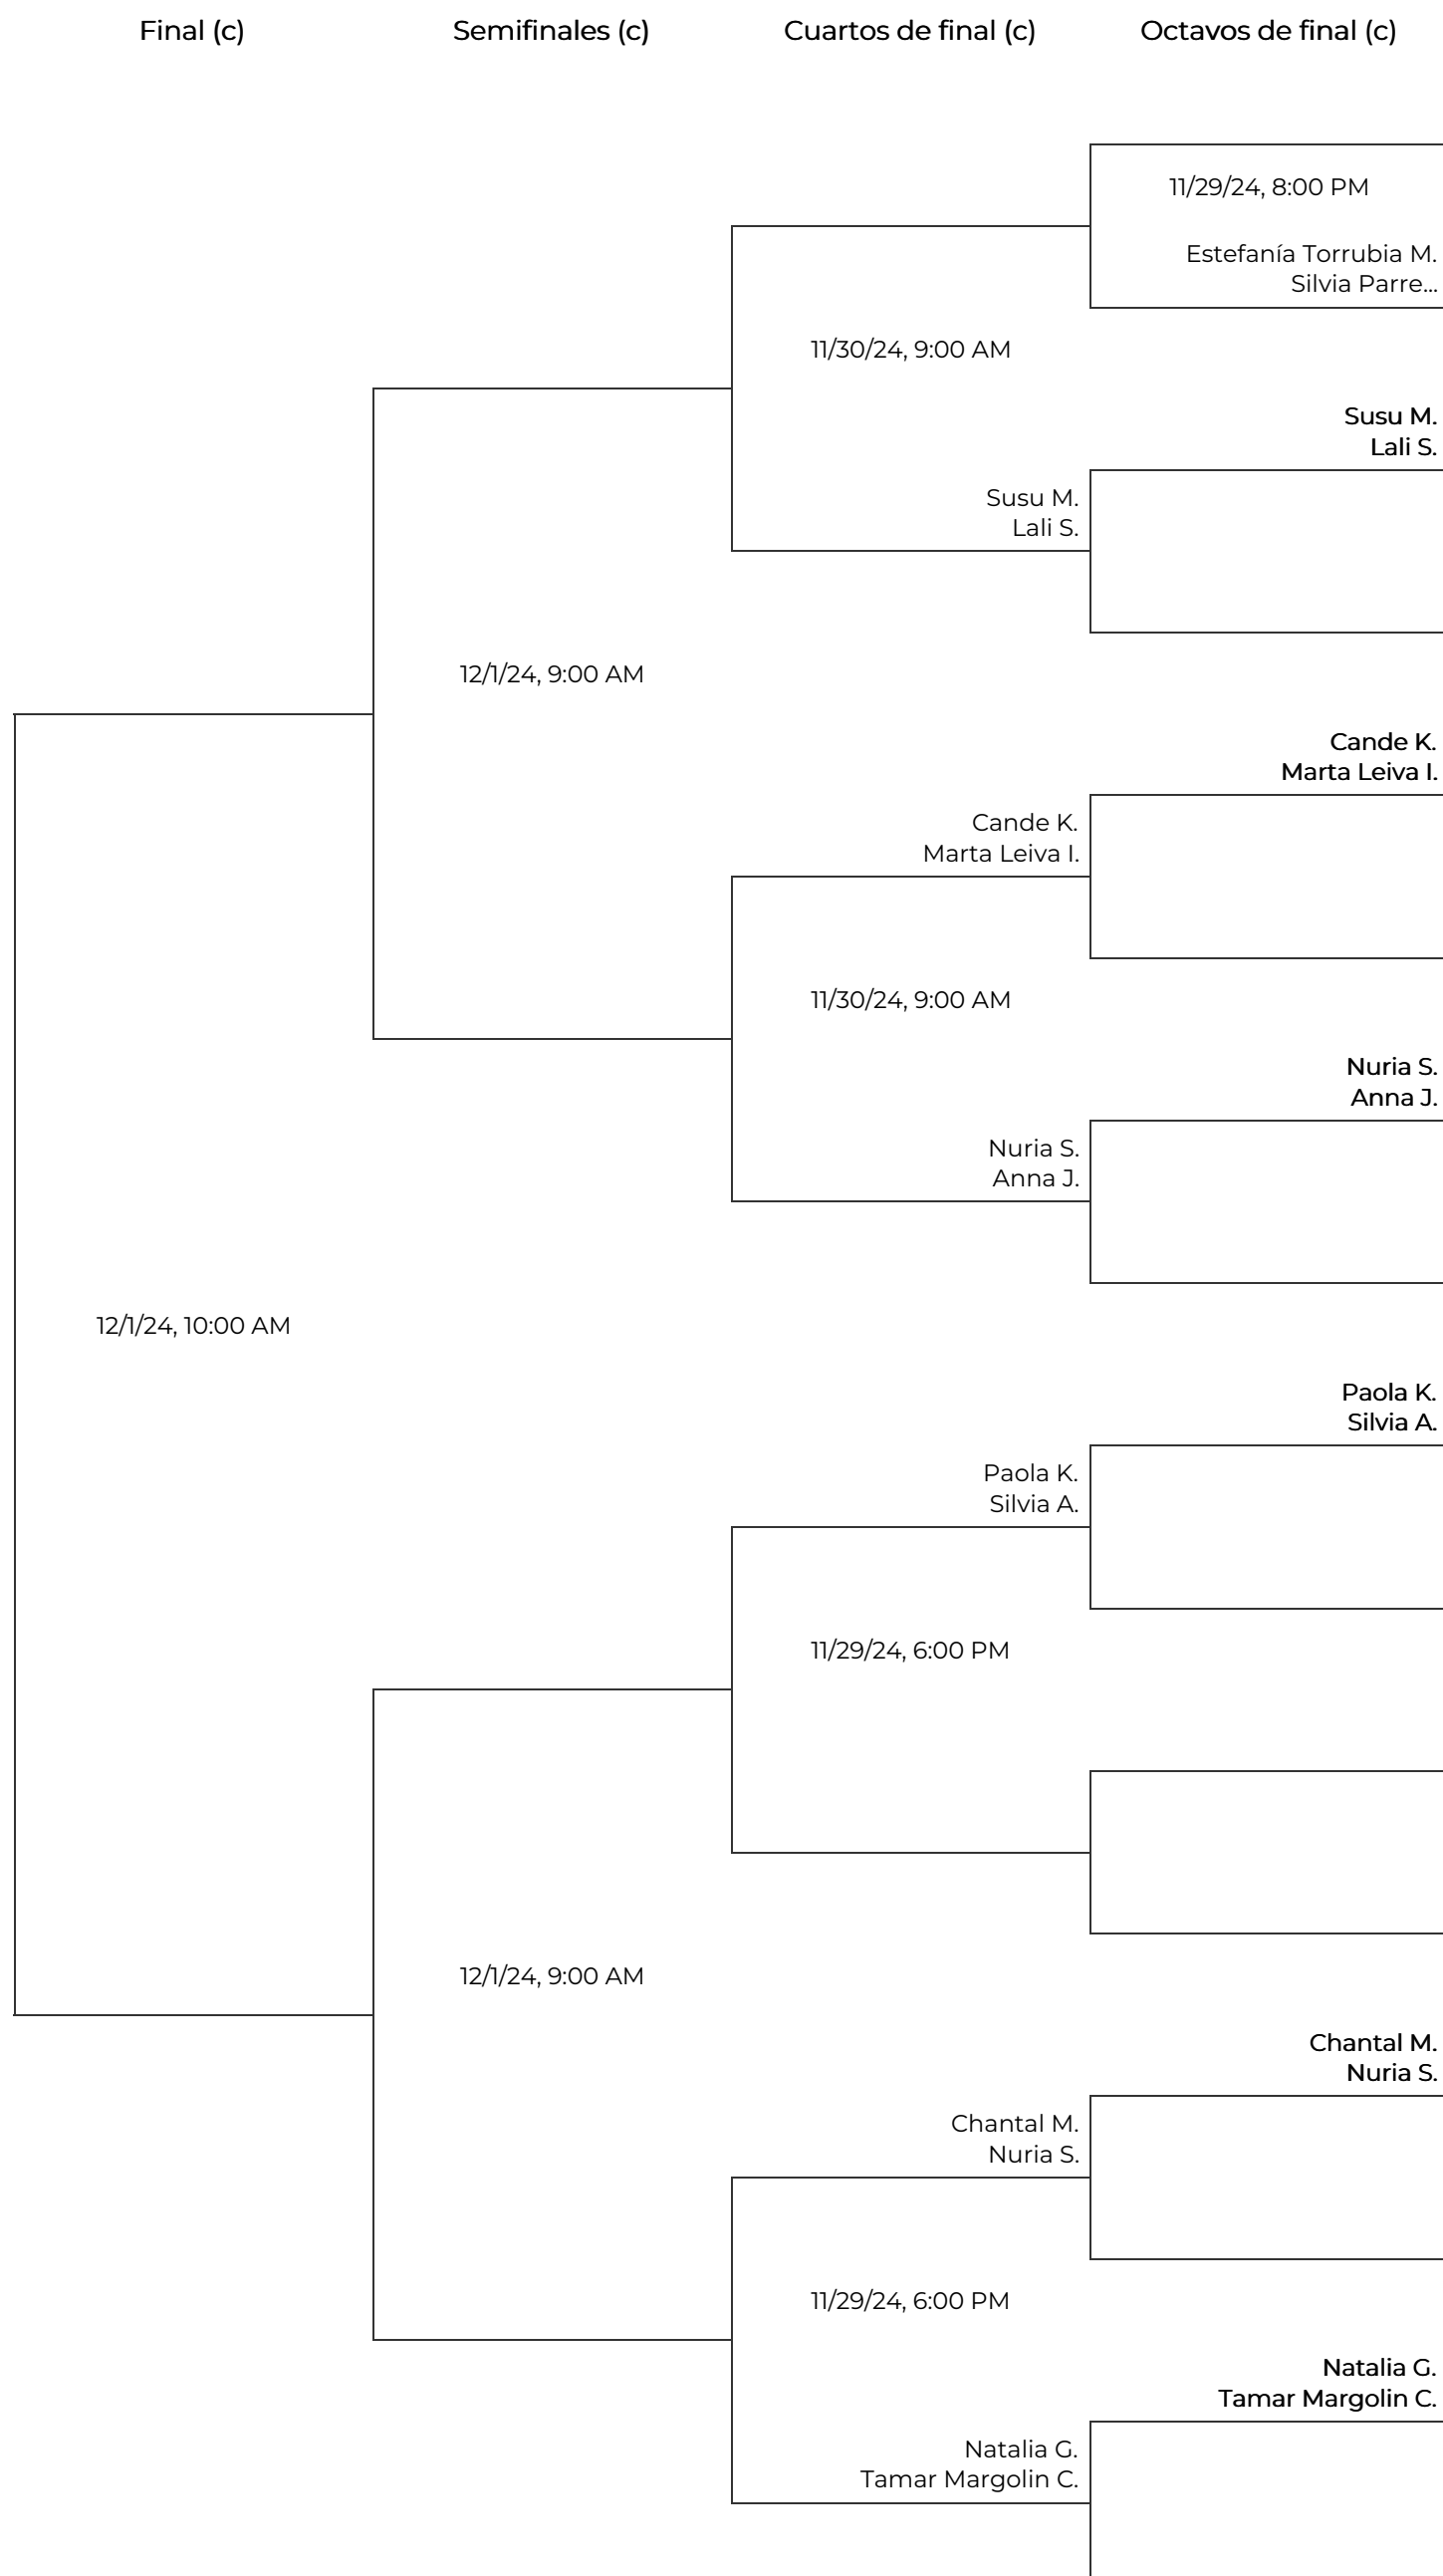 Final (c)
Semifinales (c)
Cuartos de final (c)
Octavos de final (c)
11/29/24, 8:00 PM
Estefanía Torrubia M.
Silvia Parre...
11/30/24, 9:00 AM
Susu M.
Lali S.
Susu M.
Lali S.
12/1/24, 9:00 AM
Cande K.
Marta Leiva I.
Cande K.
Marta Leiva I.
11/30/24, 9:00 AM
Nuria S.
Anna J.
Nuria S.
Anna J.
12/1/24, 10:00 AM
Paola K.
Silvia A.
Paola K.
Silvia A.
11/29/24, 6:00 PM
12/1/24, 9:00 AM
Chantal M.
Nuria S.
Chantal M.
Nuria S.
11/29/24, 6:00 PM
Natalia G.
Tamar Margolin C.
Natalia G.
Tamar Margolin C.